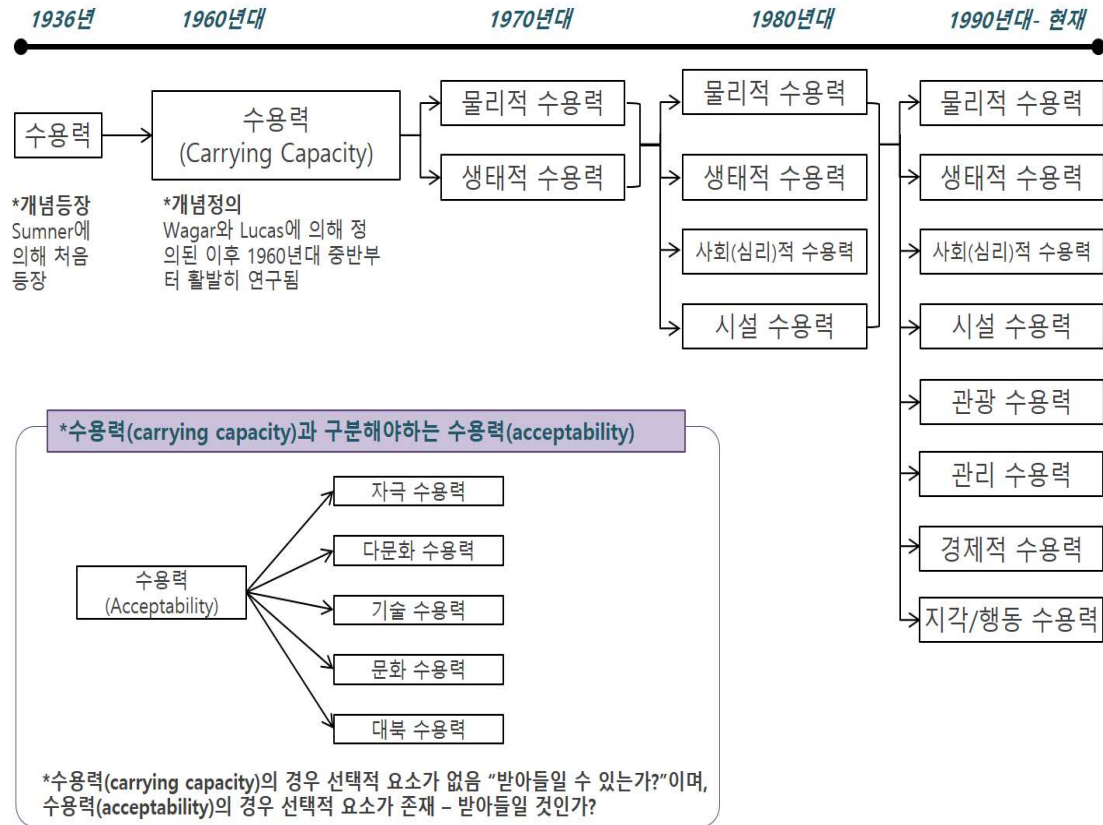 1936년
1960년대
1970년대
1980년대
1990년대- 현재
수용력
수용력
(Carrying Capacity)
*개념등장
Sumner에
의해 처음
등장
*개념정의
Wagar와 Lucas에 의해 정
의된 이후 1960년대 중반부
터 활발히 연구됨
물리적 수용력
생태적 수용력
물리적 수용력
생태적 수용력
사회(심리)적 수용력
시설 수용력
물리적 수용력
생태적 수용력
사회(심리)적 수용력
시설 수용력
관광 수용력
관리 수용력
경제적 수용력
지각/행동 수용력
*수용력(carrying capacity)과 구분해야하는 수용력(acceptability)
수용력
(Acceptability)
자극 수용력
다문화 수용력
기술 수용력
문화 수용력
대북 수용력
*수용력(carrying capacity)의 경우 선택적 요소가 없음 “받아들일 수 있는가?”이며,
수용력(acceptability)의 경우 선택적 요소가 존재 – 받아들일 것인가?